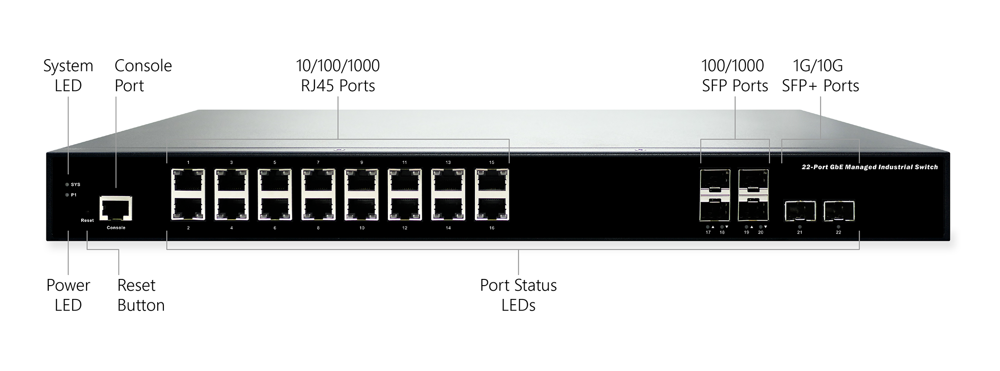 System
LED
Console
Port
10/100/1000
RJ45 Ports
100/1000
SFP Ports
1G/10G
SFP+ Ports
1 3 5 7 9 11 13 15
22-Port GbE Managed Industrial Switch
SYS
P1
Reset
Console
2 4 6 8 10 12 14 16
17 ▲ 18 ▼ 19 ▲ 20 ▼ 21 22
Power
LED
Reset
Button
Port Status
LEDs